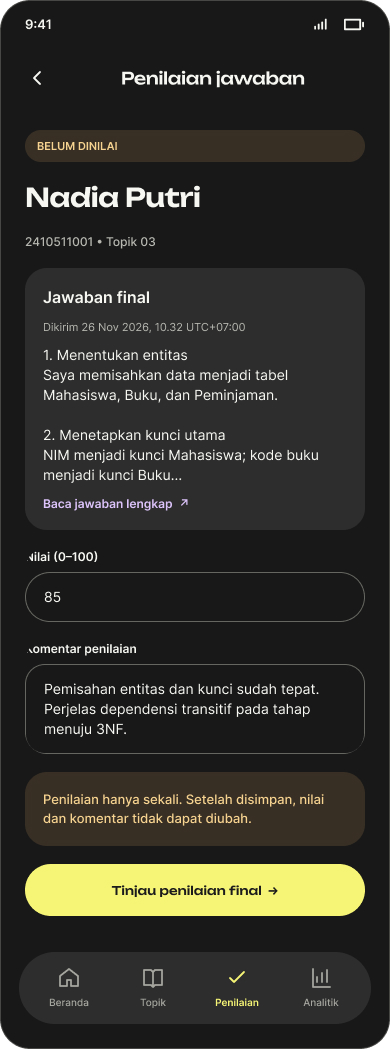 9:41
Penilaian jawaban
BELUM DINILAI
Nadia Putri
2410511001 • Topik 03
Jawaban final
Dikirim 26 Nov 2026, 10.32 UTC+07:00
1. Menentukan entitas
Saya memisahkan data menjadi tabel
Mahasiswa, Buku, dan Peminjaman.
2. Menetapkan kunci utama
NIM menjadi kunci Mahasiswa; kode buku
menjadi kunci Buku...
Baca jawaban lengkap ↗
Nilai (0–100)
85
Komentar penilaian
Pemisahan entitas dan kunci sudah tepat.
Perjelas dependensi transitif pada tahap
menuju 3NF.
Penilaian hanya sekali. Setelah disimpan, nilai
dan komentar tidak dapat diubah.
Tinjau penilaian final →
Beranda Topik Penilaian Analitik